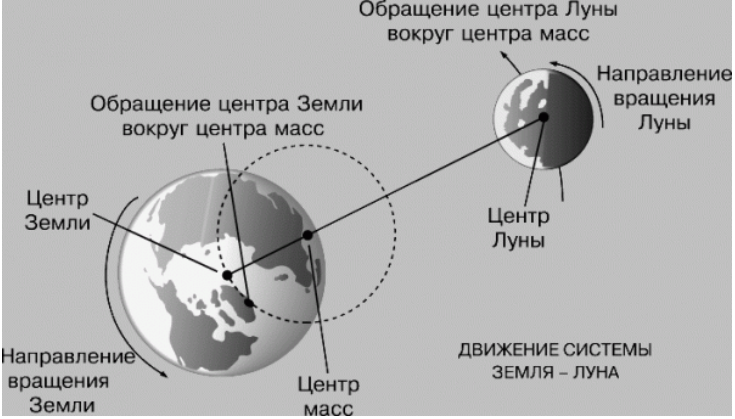 Обращение центра Луны
вокруг центра масс
Направление
вращения
Луны
Обращение центра Земли
вокруг центра масс
Центр
Земли
Центр
Луны
Направление
вращения
Земли
Центр
масс
ДВИЖЕНИЕ СИСТЕМЫ
ЗЕМЛЯ – ЛУНА